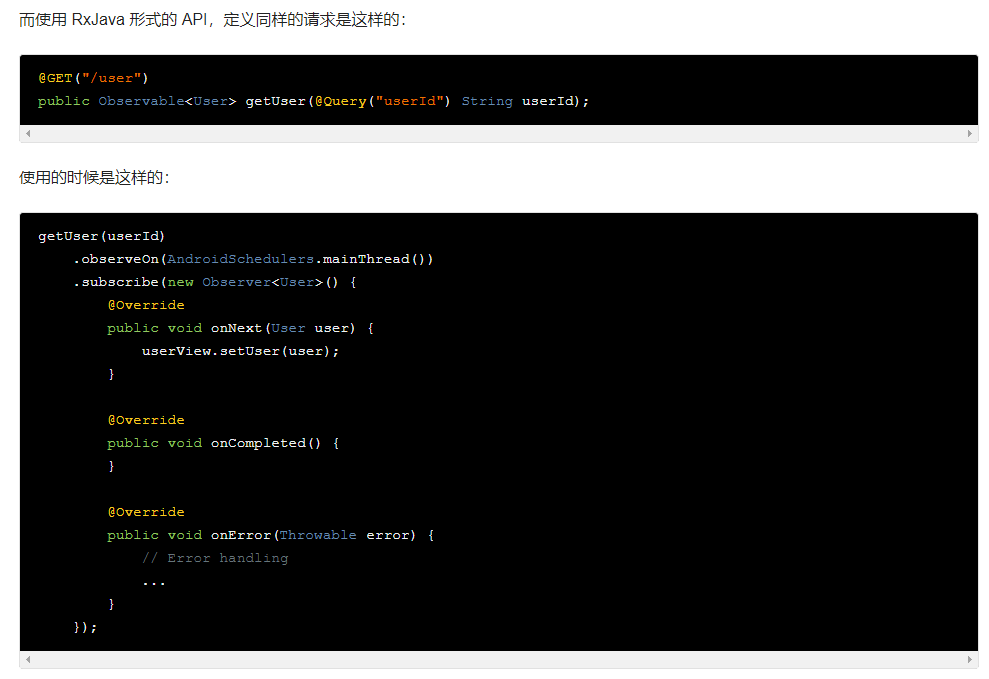 而使用 RxJava 形式的 API，定义同样的请求是这样的：
@GET("/user")
public Observable<User> getUser(@Query("userId") String userId);
使用的时候是这样的：
getUser(userId)
    .observeOn(AndroidSchedulers.mainThread())
    .subscribe(new Observer<User>() {
        @Override
        public void onNext(User user) {
            userView.setUser(user);
        }

        @Override
        public void onCompleted() {
        }

        @Override
        public void onError(Throwable error) {
            // Error handling
            ...
        }
    });